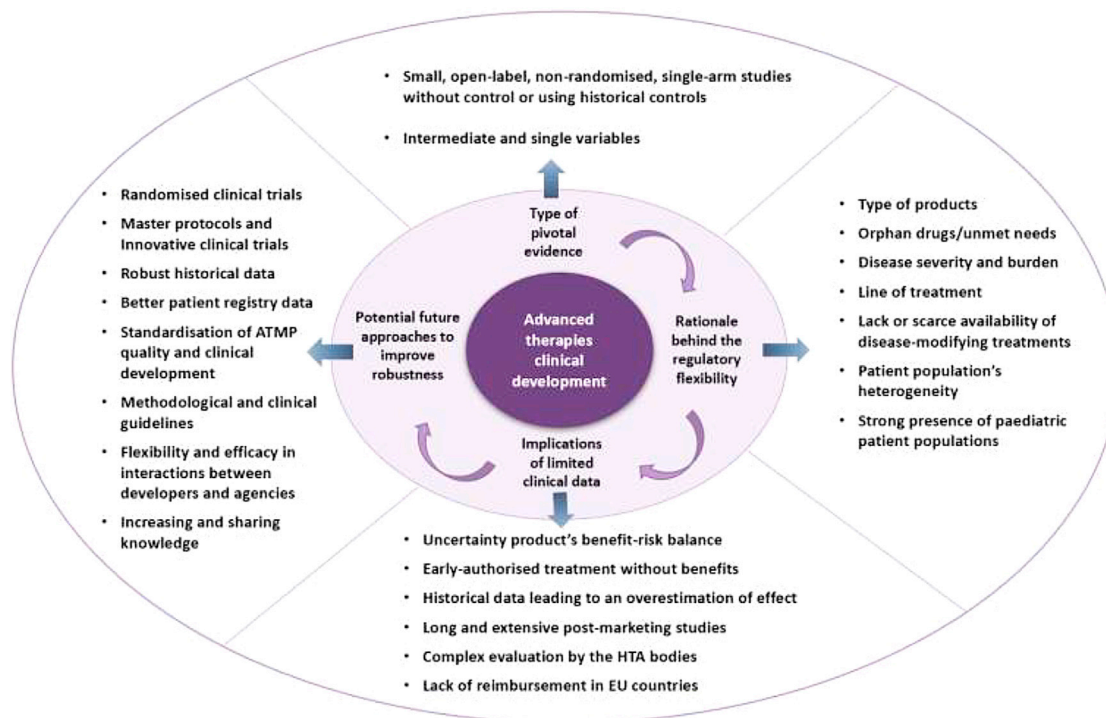 • Small, open-label, non-randomised, single-arm studies
without control or using historical controls
• Intermediate and single variables
Type of
pivotal
evidence
• Randomised clinical trials
• Master protocols and
Innovative clinical trials
• Robust historical data
• Better patient registry data
• Standardisation of ATMP
quality and clinical
development
• Methodological and clinical
guidelines
• Flexibility and efficacy in
interactions between
developers and agencies
• Increasing and sharing
knowledge
Potential future
approaches to
improve
robustness
Advanced
therapies
clinical
development
Rationale
behind the
regulatory
flexibility
• Type of products
• Orphan drugs/unmet needs
• Disease severity and burden
• Line of treatment
• Lack or scarce availability of
disease-modifying treatments
• Patient population's
heterogeneity
• Strong presence of paediatric
patient populations
Implications
of limited
clinical data
• Uncertainty product's benefit-risk balance
• Early-authorised treatment without benefits
• Historical data leading to an overestimation of effect
• Long and extensive post-marketing studies
• Complex evaluation by the HTA bodies
• Lack of reimbursement in EU countries